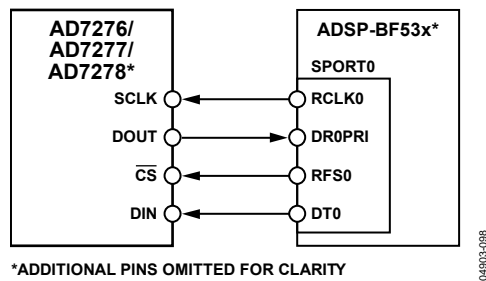 AD7276/
AD7277/
AD7278*
SCLK
DOUT
CS
DIN
ADSP-BF53x*
SPORT0
RCLK0
DR0PRI
RFS0
DT0
*ADDITIONAL PINS OMITTED FOR CLARITY
04903-098